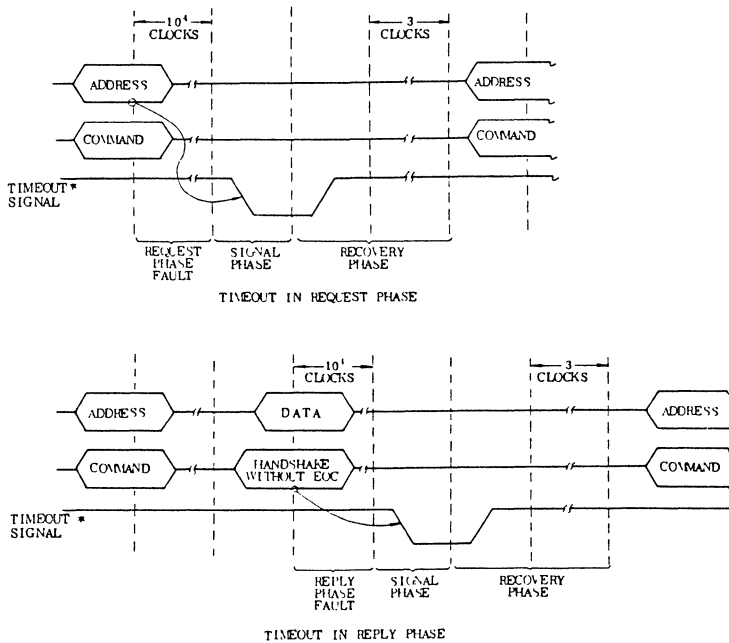 10⁴ CLOCKS
3 CLOCKS
ADDRESS
ADDRESS
COMMAND
COMMAND
TIMEOUT *
SIGNAL
REQUEST PHASE FAULT
SIGNAL PHASE
RECOVERY PHASE
TIMEOUT IN REQUEST PHASE
10⁴ CLOCKS
3 CLOCKS
ADDRESS
DATA
ADDRESS
COMMAND
HANDSHAKE WITHOUT EOC
COMMAND
TIMEOUT *
SIGNAL
REPLY PHASE FAULT
SIGNAL PHASE
RECOVERY PHASE
TIMEOUT IN REPLY PHASE